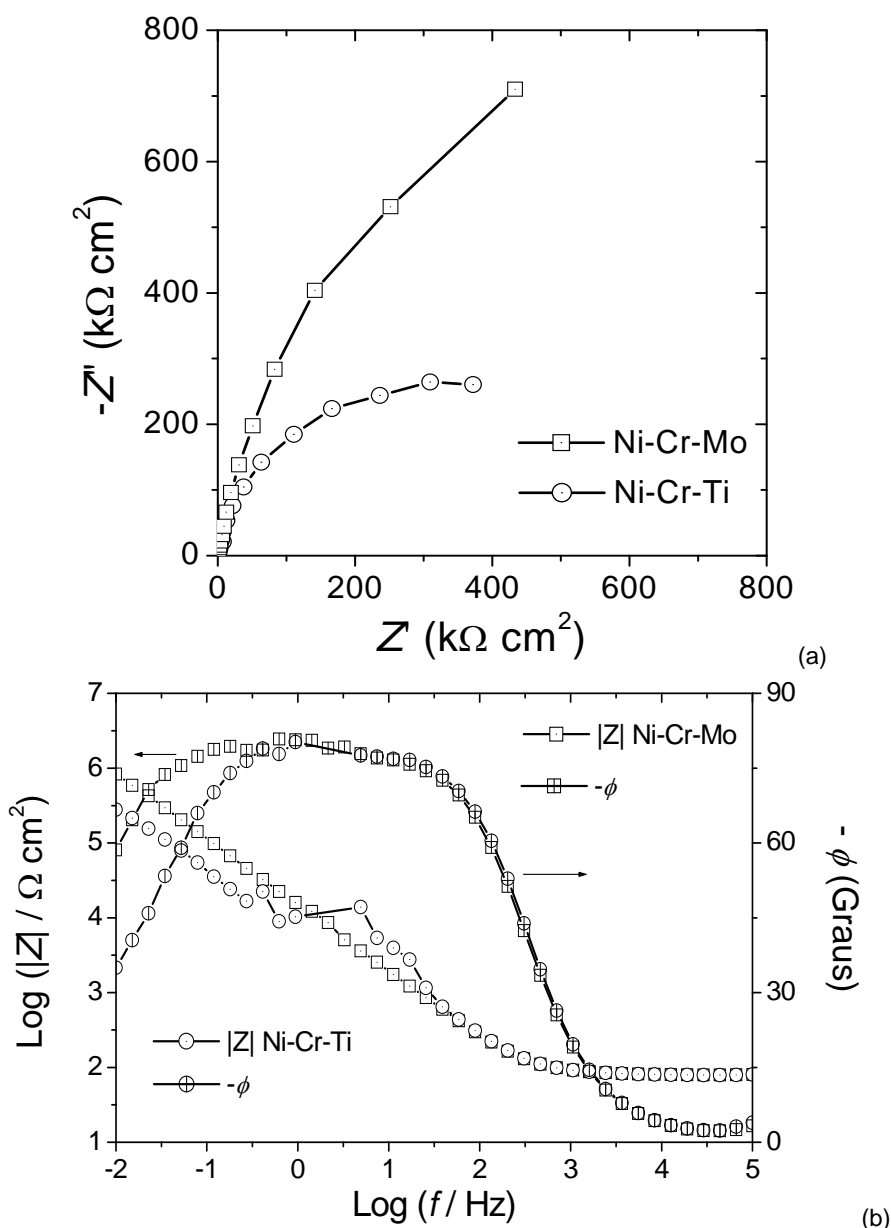 800
600
400
200
0
-Z'' (kΩ cm²)
Ni-Cr-Mo
Ni-Cr-Ti
0 200 400 600 800
Z' (kΩ cm²)
(a)
7
6
5
4
3
2
1
Log (|Z| / Ω cm²)
|Z| Ni-Cr-Mo
-ϕ
|Z| Ni-Cr-Ti
-ϕ
90
60
30
0
- ϕ (Graus)
-2 -1 0 1 2 3 4 5
Log (f / Hz)
(b)